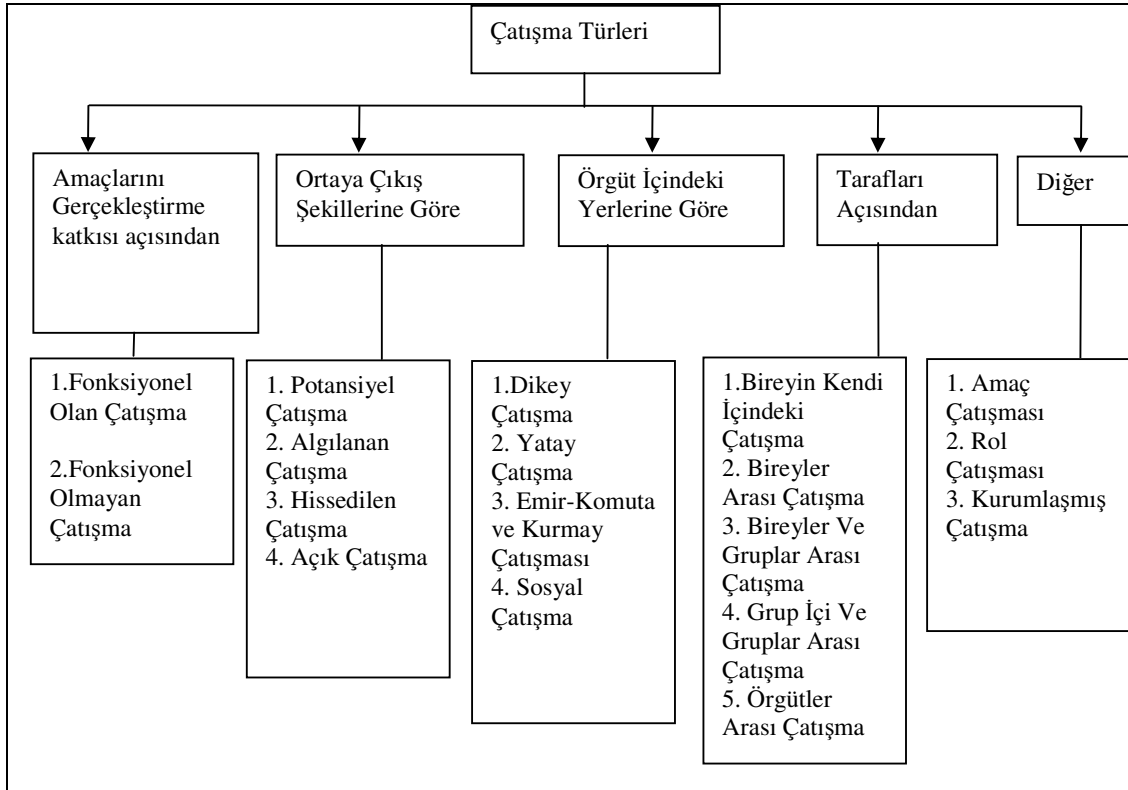 Çatışma Türleri
Amaçlarını
Gerçekleştirme
katkısı açısından
Ortaya Çıkış
Şekillerine Göre
Örgüt İçindeki
Yerlerine Göre
Tarafları
Açısından
Diğer
1.Fonksiyonel
Olan Çatışma
2.Fonksiyonel
Olmayan
Çatışma
1. Potansiyel
Çatışma
2. Algılanan
Çatışma
3. Hissedilen
Çatışma
4. Açık Çatışma
1.Dikey
Çatışma
2. Yatay
Çatışma
3. Emir-Komuta
ve Kurmay
Çatışması
4. Sosyal
Çatışma
1.Bireyin Kendi
İçindeki
Çatışma
2. Bireyler
Arası Çatışma
3. Bireyler Ve
Gruplar Arası
Çatışma
4. Grup İçi Ve
Gruplar Arası
Çatışma
5. Örgütler
Arası Çatışma
1. Amaç
Çatışması
2. Rol
Çatışması
3. Kurumlaşmış
Çatışma